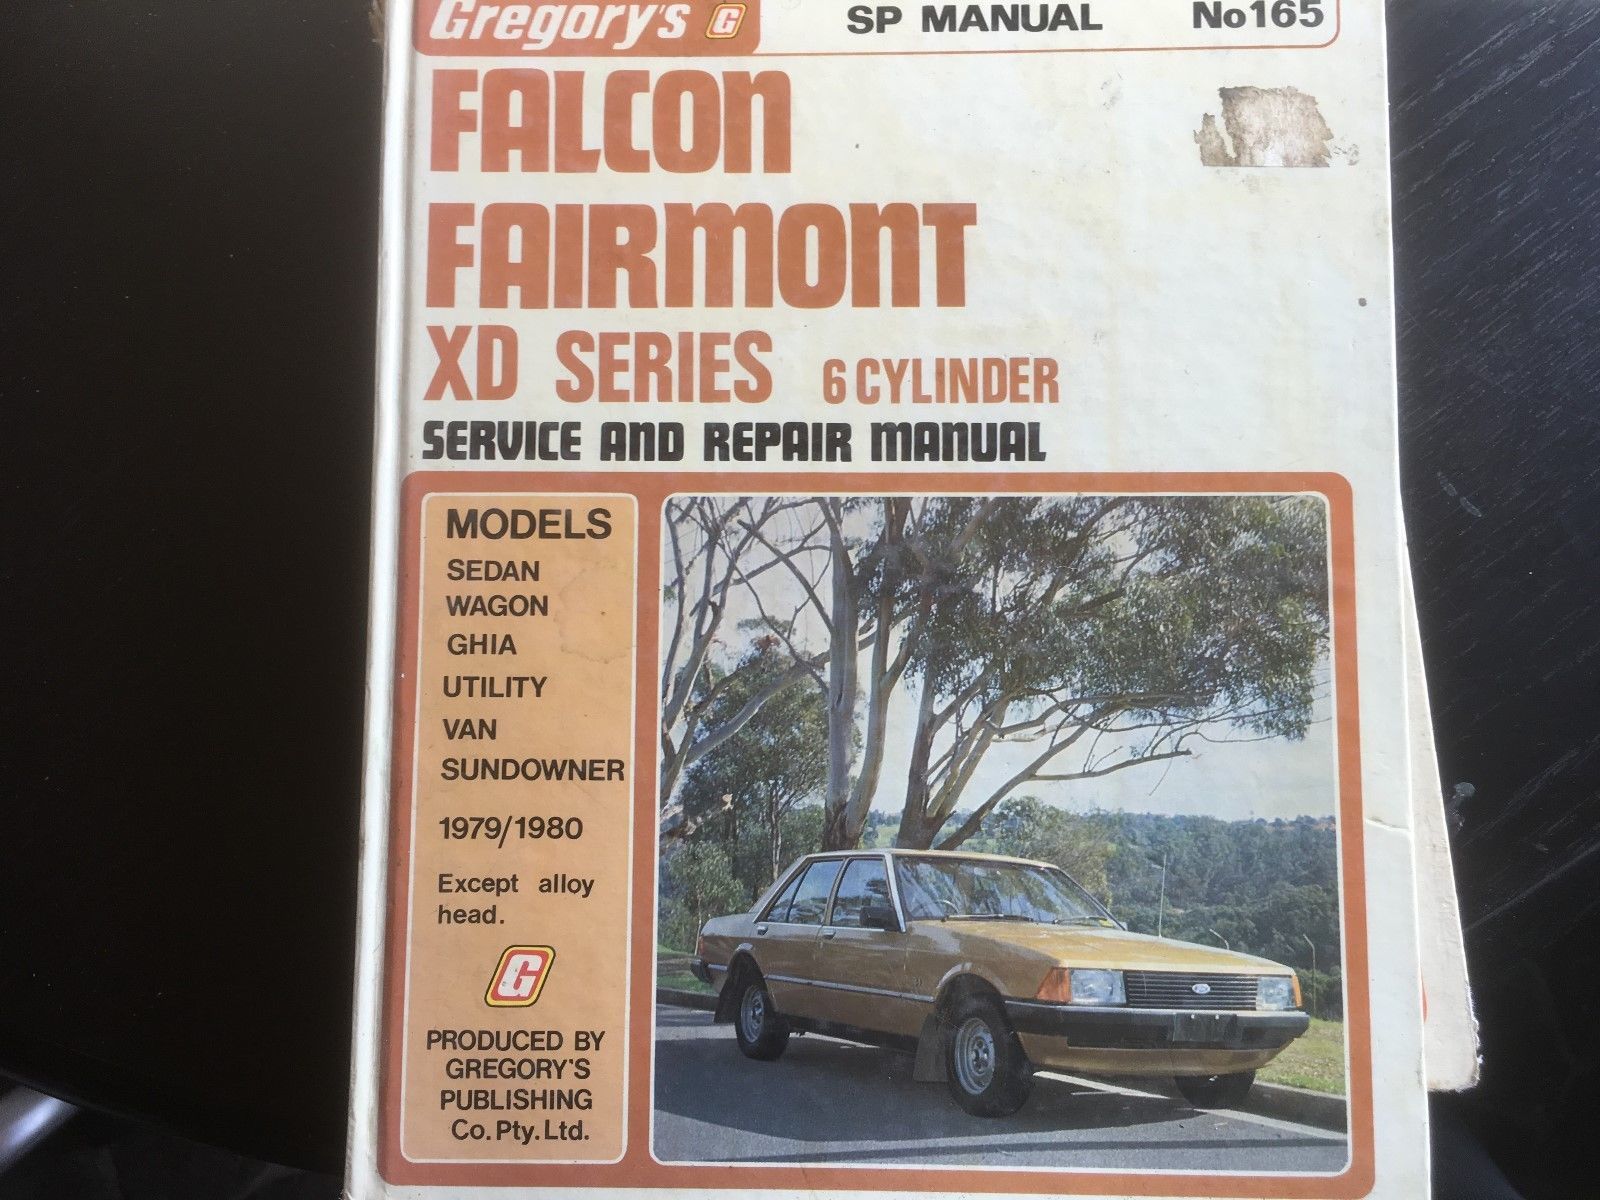 Gregory's G SP MANUAL No165
FALCON
FAIRMONT
XD SERIES 6 CYLINDER
SERVICE AND REPAIR MANUAL
MODELS
SEDAN
WAGON
GHIA
UTILITY
VAN
SUNDOWNER
1979/1980
Except alloy
head.
G
PRODUCED BY
GREGORY'S
PUBLISHING
Co.Pty.Ltd.